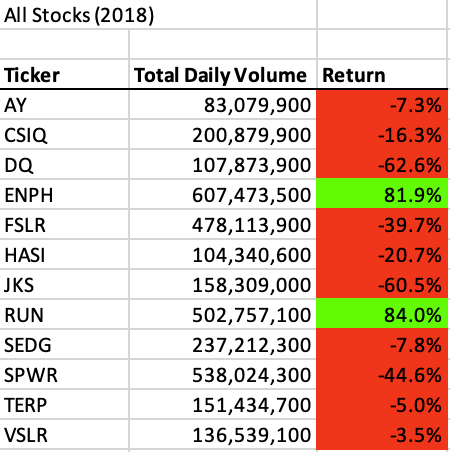 All Stocks (2018)
Ticker Total Daily Volume Return
AY 83,079,900 -7.3%
CSIQ 200,879,900 -16.3%
DQ 107,873,900 -62.6%
ENPH 607,473,500 81.9%
FSLR 478,113,900 -39.7%
HASI 104,340,600 -20.7%
JKS 158,309,000 -60.5%
RUN 502,757,100 84.0%
SEDG 237,212,300 -7.8%
SPWR 538,024,300 -44.6%
TERP 151,434,700 -5.0%
VSLR 136,539,100 -3.5%